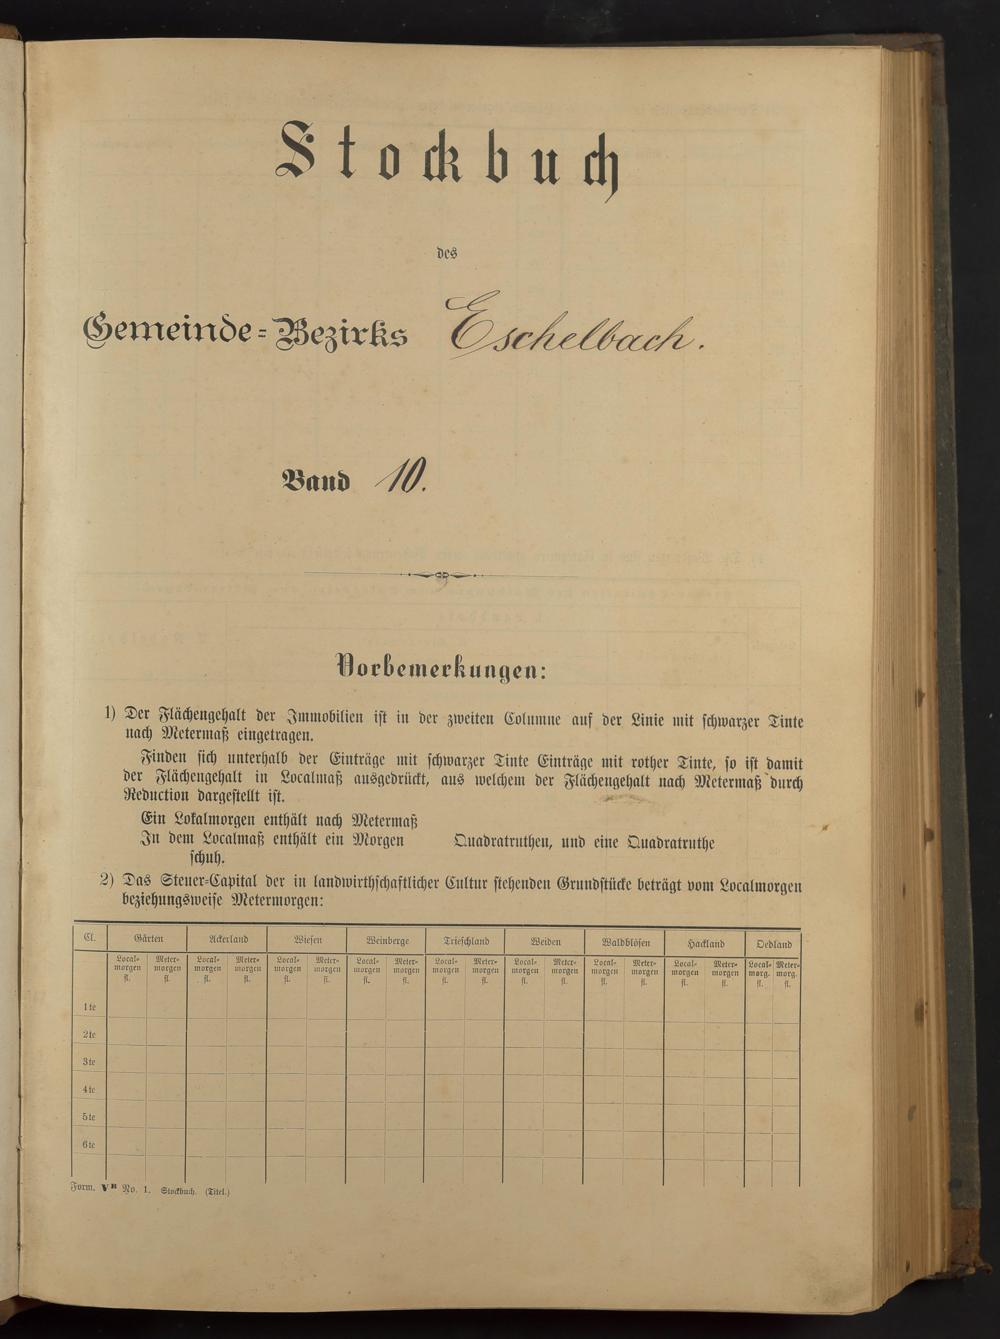 Stockbuch
des
Gemeinde-Bezirks Eschelbach.
Band 10.
Vorbemerkungen:
1) Der Flächengehalt der Immobilien ist in der zweiten Columne auf der Linie mit schwarzer Tinte
nach Metermaß eingetragen.
Finden sich unterhalb der Einträge mit schwarzer Tinte Einträge mit rother Tinte, so ist damit
der Flächengehalt in Localmaß ausgedrückt, aus welchem der Flächengehalt nach Metermaß durch
Reduction dargestellt ist.
Ein Lokalmorgen enthält nach Metermaß
In dem Localmaß enthält ein Morgen Quadratruthen, und eine Quadratruthe
schuh.
2) Das Steuer-Capital der in landwirthschaftlicher Cultur stehenden Grundstücke beträgt vom Localmorgen
beziehungsweise Metermorgen:
Cl. Gärten Ackerland Wiesen Weinberge Trieschland Weiden Waldblösen Hackland Oedland
Local- Meter- Local- Meter- Local- Meter- Local- Meter- Local- Meter- Local- Meter- Local- Meter- Local- Meter- Local- Meter-
morgen morgen morgen morgen morgen morgen morgen morgen morgen morgen morgen morgen morgen morgen morgen morgen morg. morg.
fl. fl. fl. fl. fl. fl. fl. fl. fl. fl. fl. fl. fl. fl. fl. fl. fl. fl.
1te
2te
3te
4te
5te
6te
Form. VB No. 1. Stockbuch. (Titel.)